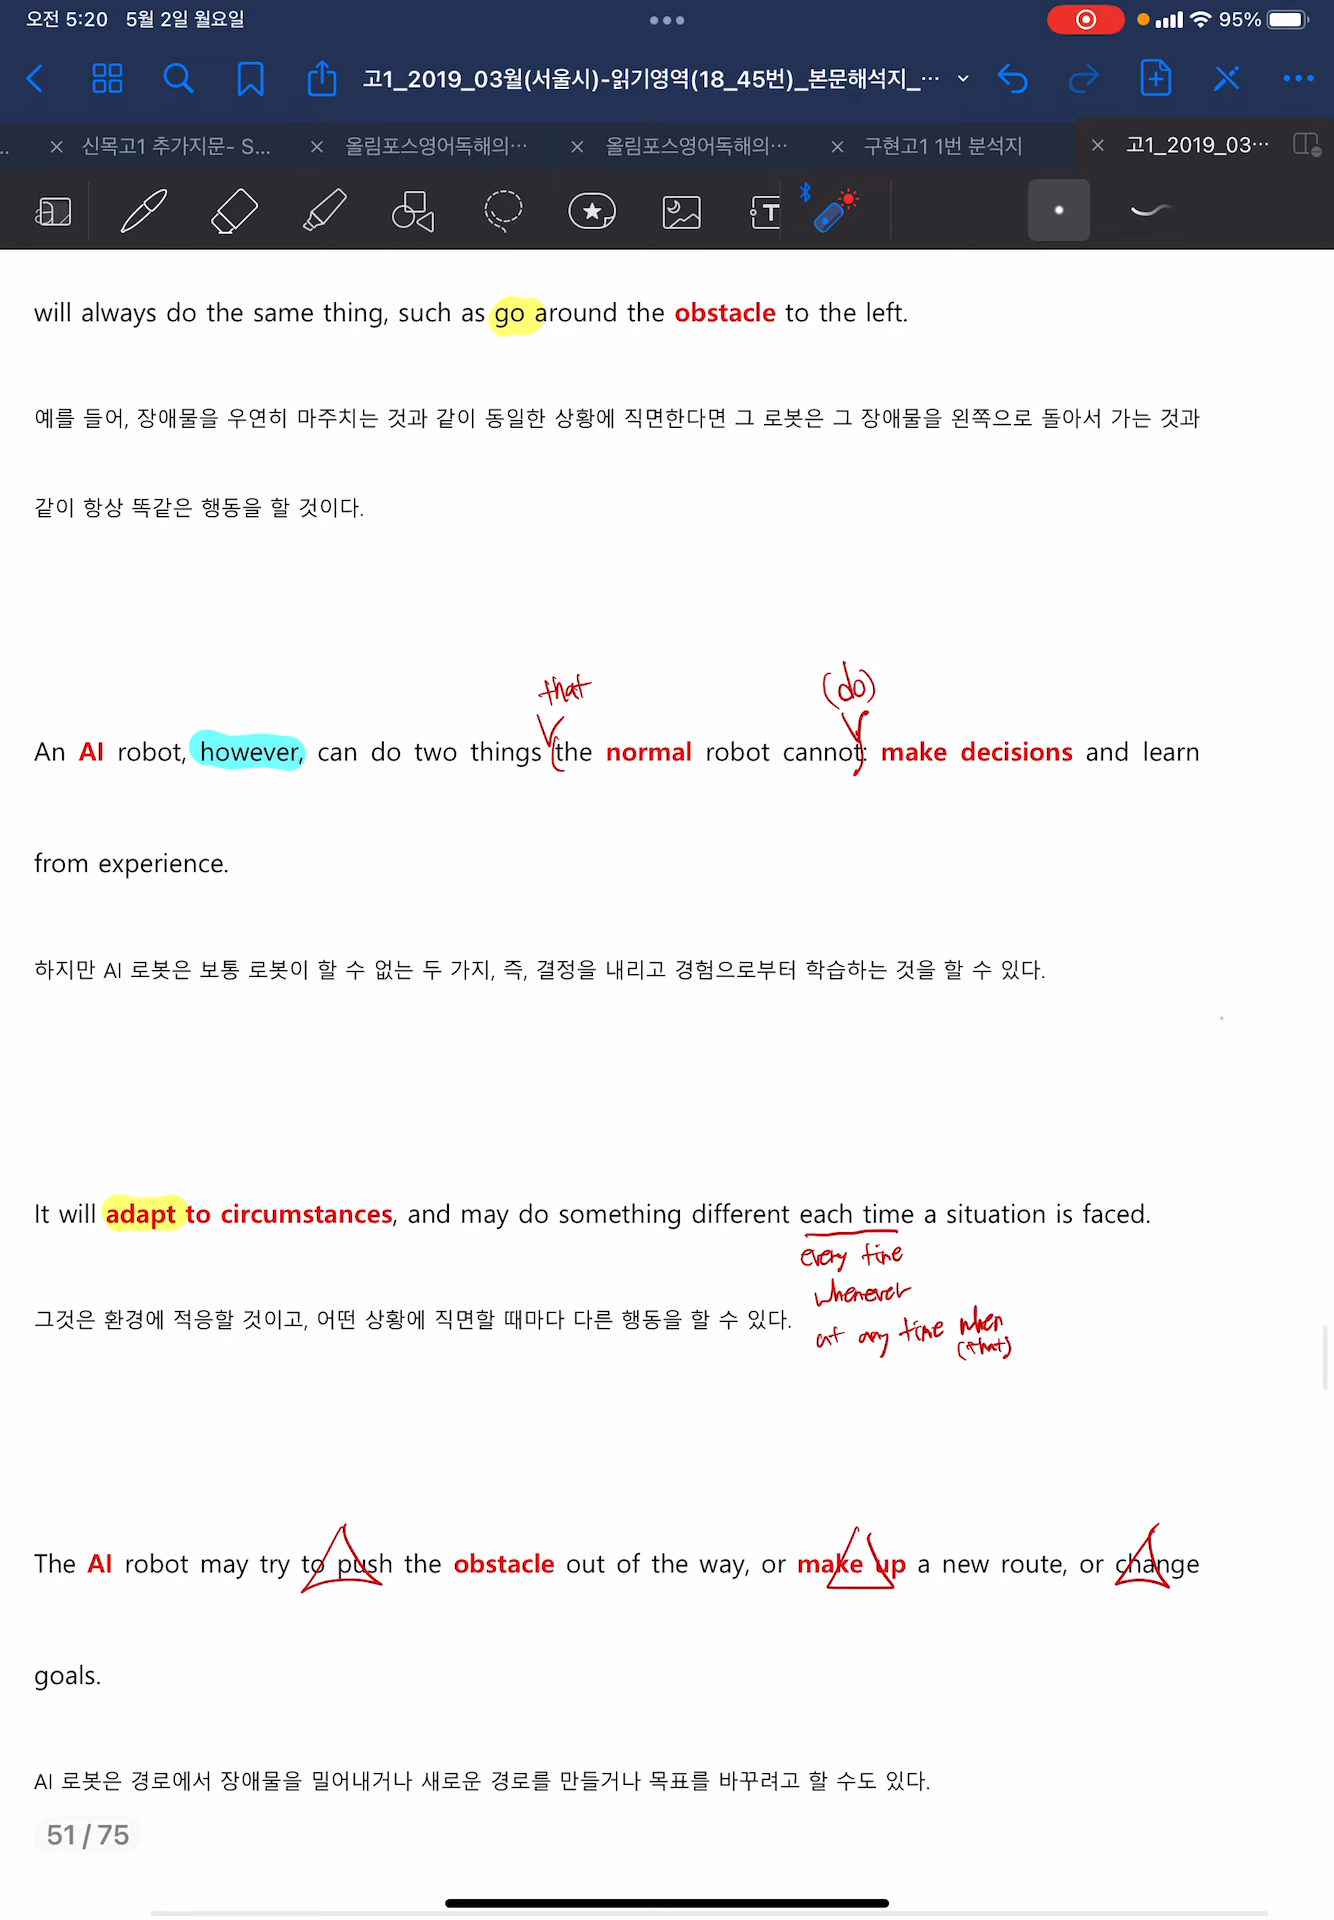 오전 5:20 5월 2일 월요일
95%
고1_2019_03월(서울시)-읽기영역(18_45번)_본문해석지_…
신목고1 추가지문- S...
올림포스영어독해의…
올림포스영어독해의…
구현고1 1번 분석지
고1_2019_03…
will always do the same thing, such as go around the obstacle to the left.
예를 들어, 장애물을 우연히 마주치는 것과 같이 동일한 상황에 직면한다면 그 로봇은 그 장애물을 왼쪽으로 돌아서 가는 것과
같이 항상 똑같은 행동을 할 것이다.
that (do)
An AI robot, however, can do two things (the normal robot cannot): make decisions and learn
from experience.
하지만 AI 로봇은 보통 로봇이 할 수 없는 두 가지, 즉, 결정을 내리고 경험으로부터 학습하는 것을 할 수 있다.
It will adapt to circumstances, and may do something different each time a situation is faced.
every time
whenever
그것은 환경에 적응할 것이고, 어떤 상황에 직면할 때마다 다른 행동을 할 수 있다.
at any time when
(that)
The AI robot may try to push the obstacle out of the way, or make up a new route, or change
goals.
AI 로봇은 경로에서 장애물을 밀어내거나 새로운 경로를 만들거나 목표를 바꾸려고 할 수도 있다.
51 / 75